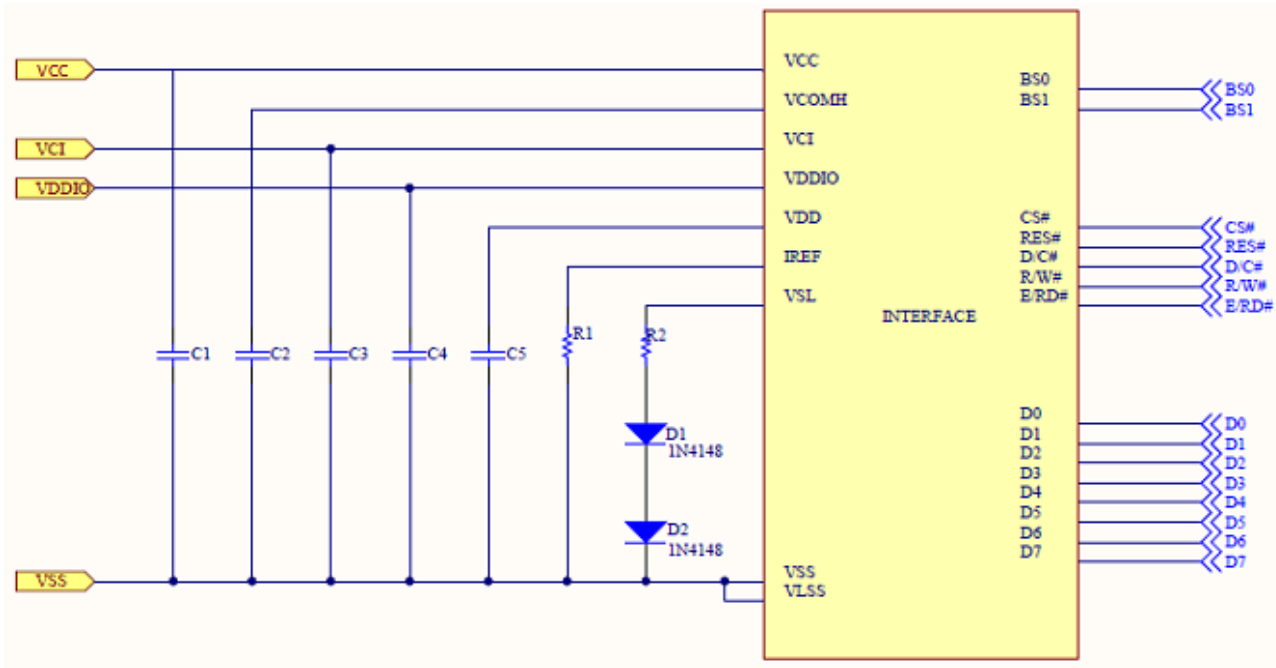 VCC
VCI
VDDIO
VSS
VCC
VCOMH
VCI
VDDIO
VDD
IREF
VSL
VSS
VLSS
INTERFACE
BS0
BS1
CS#
RES#
D/C#
R/W#
E/RD#
D0
D1
D2
D3
D4
D5
D6
D7
BS0
BS1
CS#
RES#
D/C#
R/W#
E/RD#
D0
D1
D2
D3
D4
D5
D6
D7
C1
C2
C3
C4
C5
R1
R2
D1
1N4148
D2
1N4148